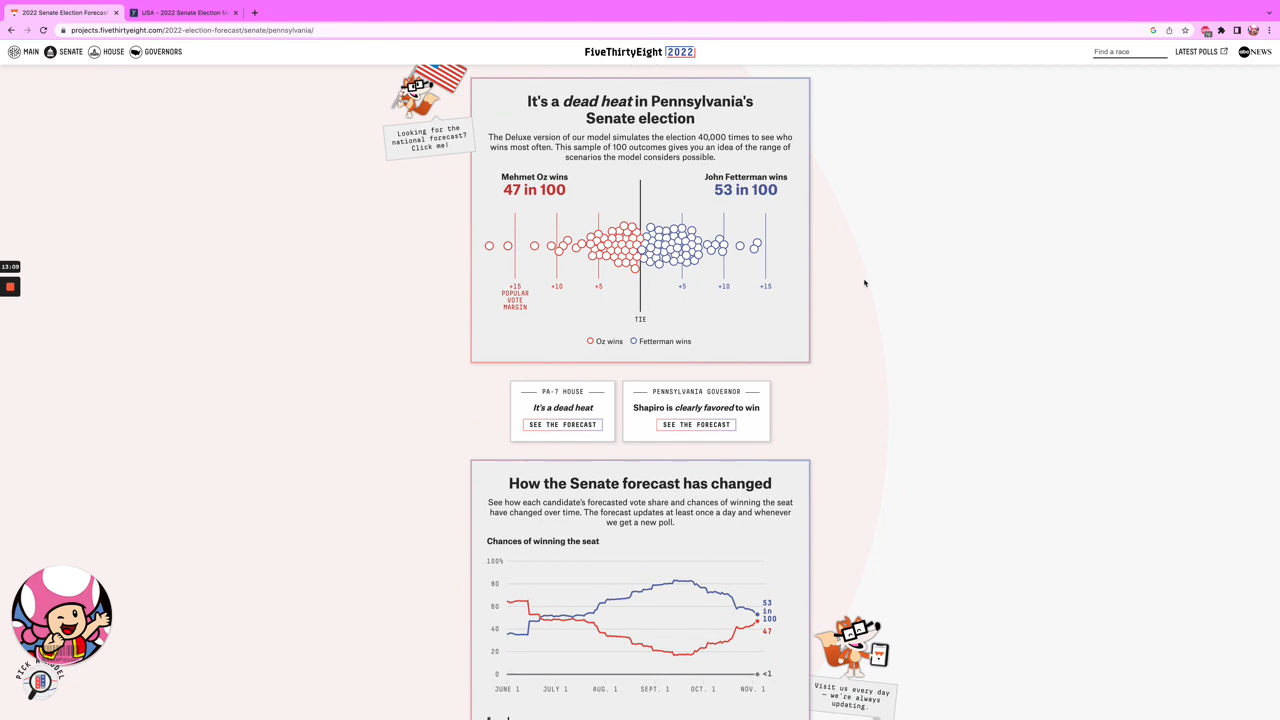 2022 Senate Election Forecast
USA - 2022 Senate Election M
projects.fivethirtyeight.com/2022-election-forecast/senate/pennsylvania/
MAIN SENATE HOUSE GOVERNORS
FiveThirtyEight 2022
Find a race
LATEST POLLS
abc NEWS
Looking for the
national forecast?
Click me!
It's a dead heat in Pennsylvania's
Senate election
The Deluxe version of our model simulates the election 40,000 times to see who
wins most often. This sample of 100 outcomes gives you an idea of the range of
scenarios the model considers possible.
Mehmet Oz wins
47 in 100
John Fetterman wins
53 in 100
13:09
+15 +10 +5 +5 +10 +15
POPULAR
VOTE
MARGIN
TIE
Oz wins Fetterman wins
PA-7 HOUSE
It's a dead heat
SEE THE FORECAST
PENNSYLVANIA GOVERNOR
Shapiro is clearly favored to win
SEE THE FORECAST
How the Senate forecast has changed
See how each candidate's forecasted vote share and chances of winning the seat
have changed over time. The forecast updates at least once a day and whenever
we get a new poll.
Chances of winning the seat
100%
80
60
40
20
0
53
in
100
47
<1
JUNE 1 JULY 1 AUG. 1 SEPT. 1 OCT. 1 NOV. 1
Visit us every day
— we're always
updating.